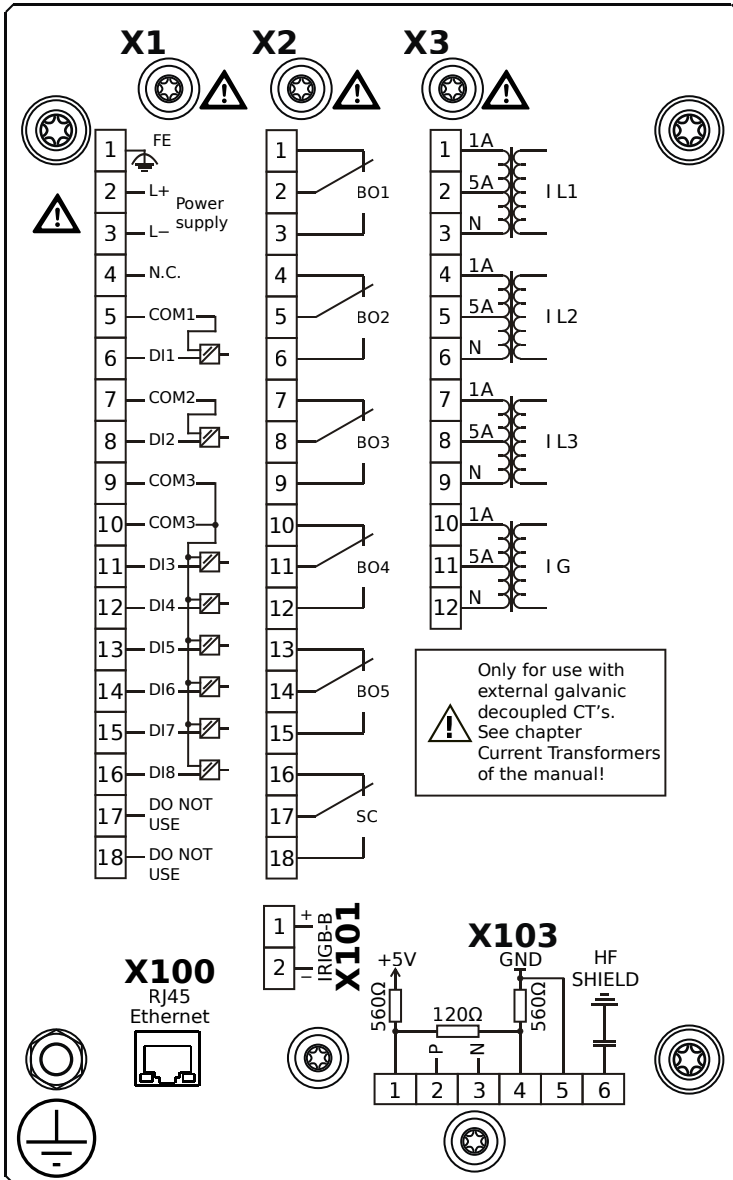 X1
1 FE
2 L+
Power
supply
3 L−
4 N.C.
5 COM1
6 DI1
7 COM2
8 DI2
9 COM3
10 COM3
11 DI3
12 DI4
13 DI5
14 DI6
15 DI7
16 DI8
17 DO NOT
USE
18 DO NOT
USE
X2
1
2 BO1
3
4
5 BO2
6
7
8 BO3
9
10
11 BO4
12
13
14 BO5
15
16
17 SC
18
X3
1 1A
2 5A I L1
3 N
4 1A
5 5A I L2
6 N
7 1A
8 5A I L3
9 N
10 1A
11 5A I G
12 N
Only for use with
external galvanic
decoupled CT's.
See chapter
Current Transformers
of the manual!
X100
RJ45
Ethernet
1 +
2 −
IRIGB-B
X101
X103
+5V
GND
HF
SHIELD
560Ω
120Ω
560Ω
P
N
1 2 3 4 5 6